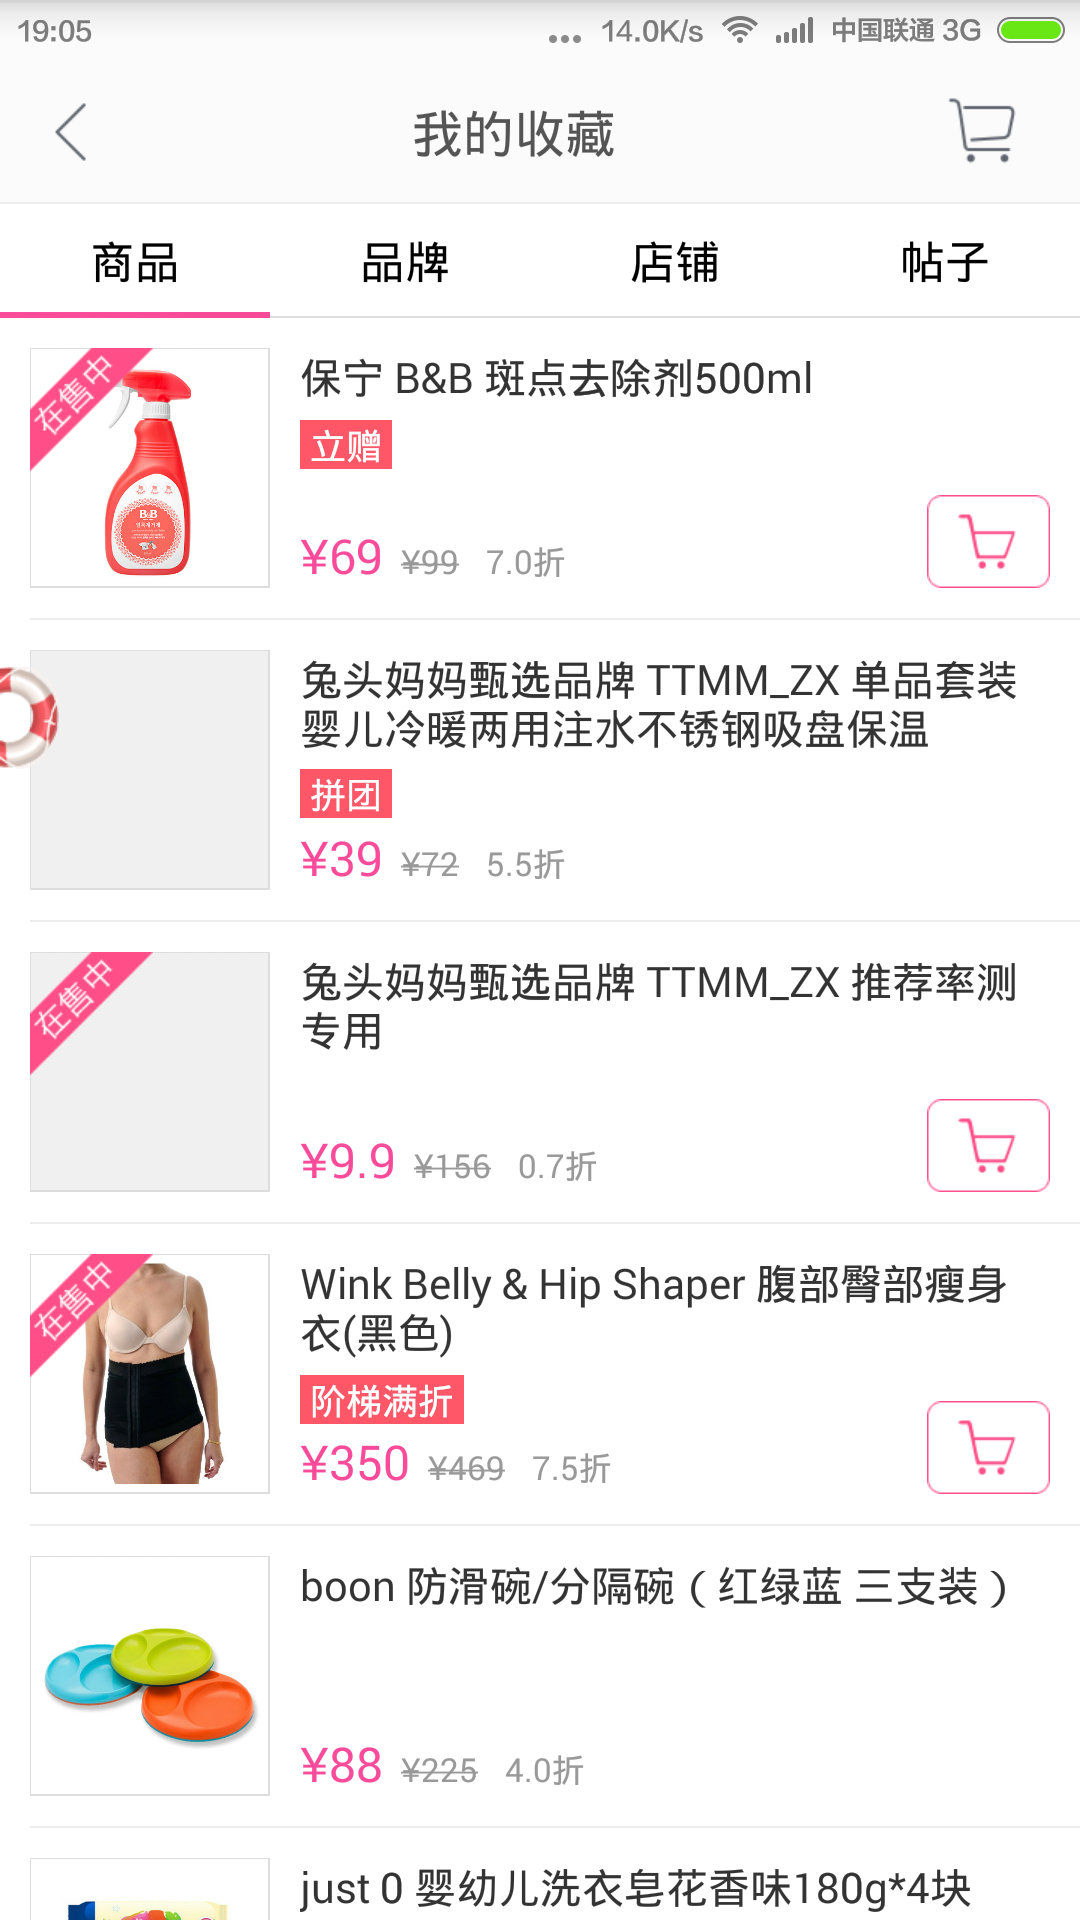 19:05
... 14.0K/s 中国联通 3G
我的收藏
商品 品牌 店铺 帖子
在售中
B&B
保宁 B&B 斑点去除剂500ml
立赠
¥69 ¥99 7.0折
兔头妈妈甄选品牌 TTMM_ZX 单品套装
婴儿冷暖两用注水不锈钢吸盘保温
拼团
¥39 ¥72 5.5折
在售中
兔头妈妈甄选品牌 TTMM_ZX 推荐率测
专用
¥9.9 ¥156 0.7折
在售中
Wink Belly & Hip Shaper 腹部臀部瘦身
衣(黑色)
阶梯满折
¥350 ¥469 7.5折
boon 防滑碗/分隔碗（红绿蓝 三支装）
¥88 ¥225 4.0折
just 0 婴幼儿洗衣皂花香味180g*4块